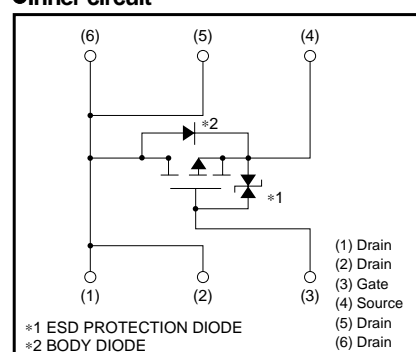 ●Inner circuit
(6) (5) (4)
∗2
∗1
(1) (2) (3)
(1) Drain
(2) Drain
(3) Gate
(4) Source
(5) Drain
(6) Drain
∗1 ESD PROTECTION DIODE
∗2 BODY DIODE